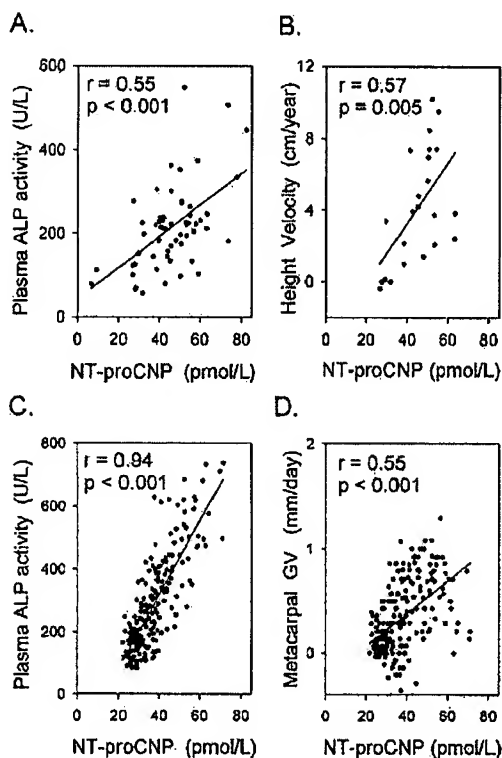 A.
Plasma ALP activity (U/L)
600
400
200
0
r = 0.55
p < 0.001
0 20 40 60 80
NT-proCNP (pmol/L)
B.
Height Velocity (cm/year)
12
8
4
0
r = 0.57
p = 0.005
0 20 40 60 80
NT-proCNP (pmol/L)
C.
Plasma ALP activity (U/L)
800
600
400
200
0
r = 0.94
p < 0.001
0 20 40 60 80
NT-proCNP (pmol/L)
D.
Metacarpal GV (mm/day)
2
1
0
r = 0.55
p < 0.001
0 20 40 60 80
NT-proCNP (pmol/L)